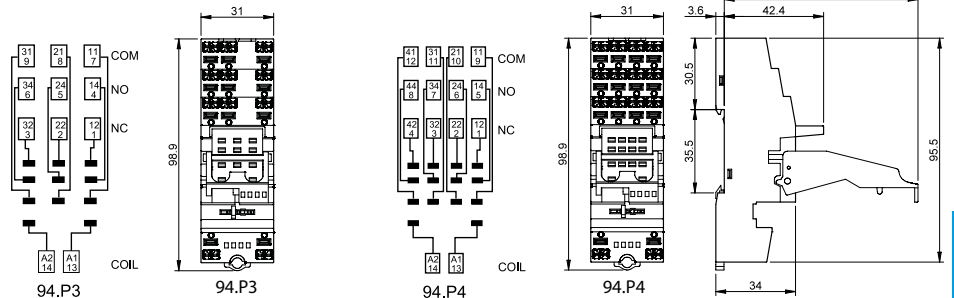 31 31 3.6 42.4
31 9 21 8 11 7 COM
34 6 24 5 14 4 NO
32 3 22 2 12 1 NC
A2 14 A1 13 COIL
94.P3
98.9
94.P3
41 12 31 11 21 10 11 9 COM
44 8 34 7 24 6 14 5 NO
42 4 32 3 22 2 12 1 NC
A2 14 A1 13 COIL
94.P4
98.9
94.P4
30.5
35.5
95.5
34